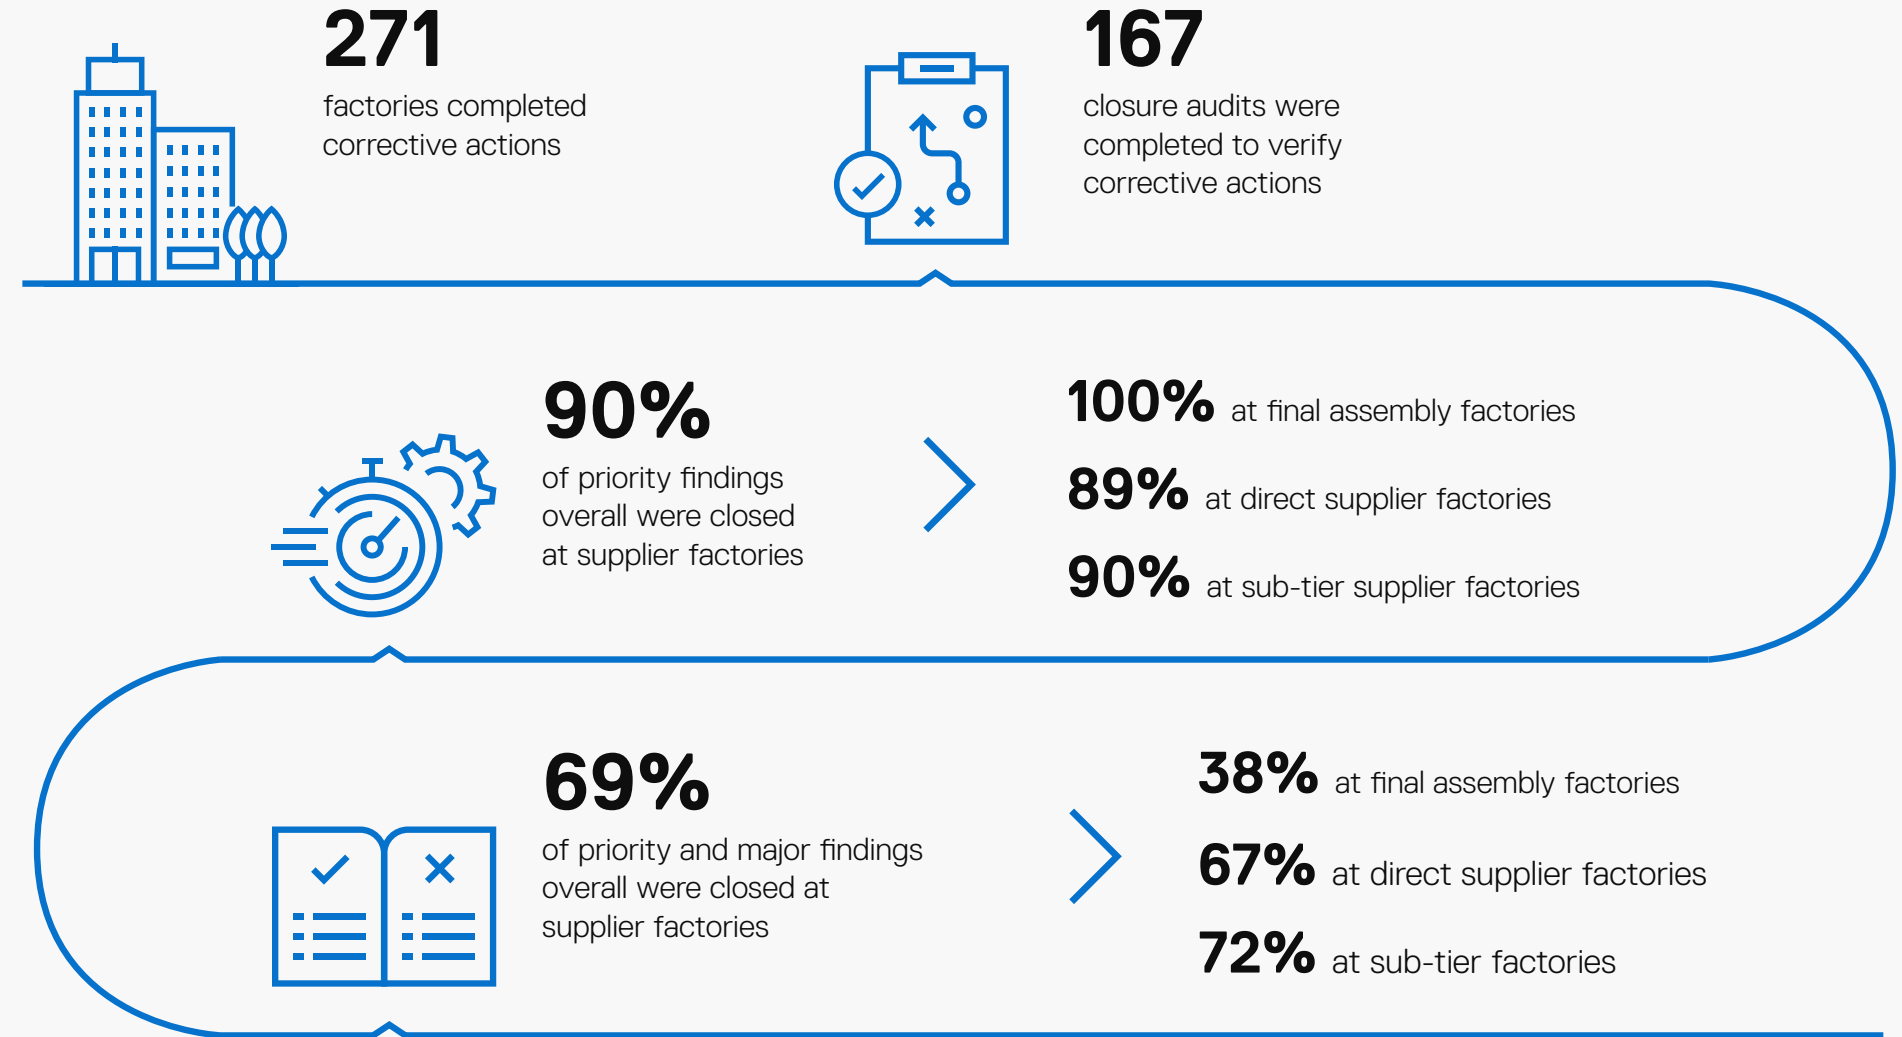 271
factories completed
corrective actions
167
closure audits were
completed to verify
corrective actions
90%
of priority findings
overall were closed
at supplier factories
100% at final assembly factories
89% at direct supplier factories
90% at sub-tier supplier factories
69%
of priority and major findings
overall were closed at
supplier factories
38% at final assembly factories
67% at direct supplier factories
72% at sub-tier factories